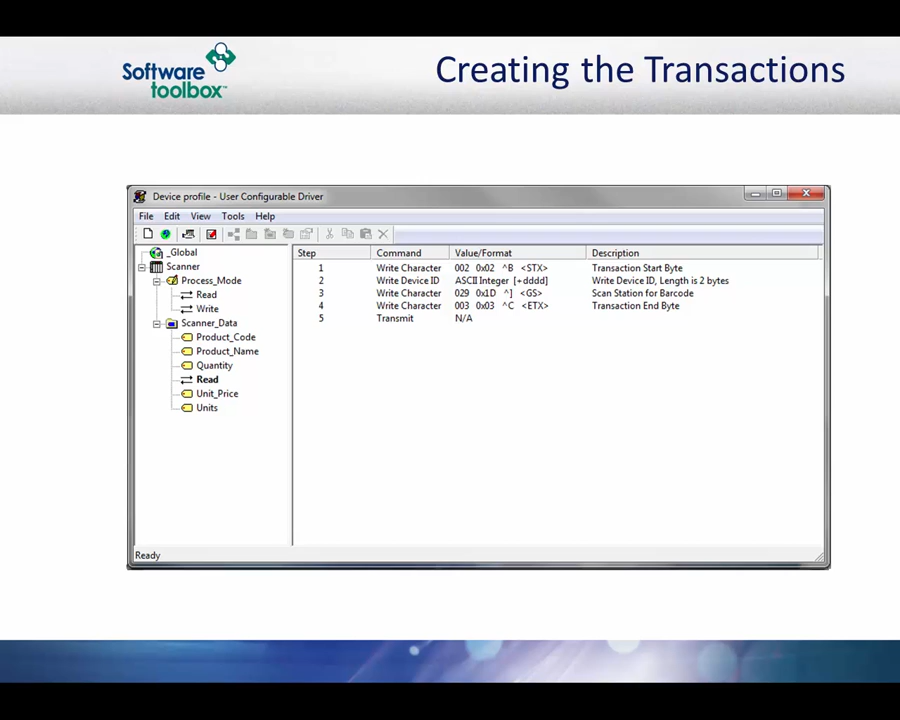 Software
toolbox™
Creating the Transactions
Device profile - User Configurable Driver
File Edit View Tools Help
_Global
Scanner
Process_Mode
Read
Write
Scanner_Data
Product_Code
Product_Name
Quantity
Read
Unit_Price
Units
Step Command Value/Format Description
1 Write Character 002 0x02 ^B <STX> Transaction Start Byte
2 Write Device ID ASCII Integer [+dddd] Write Device ID, Length is 2 bytes
3 Write Character 029 0x1D ^] <GS> Scan Station for Barcode
4 Write Character 003 0x03 ^C <ETX> Transaction End Byte
5 Transmit N/A
Ready